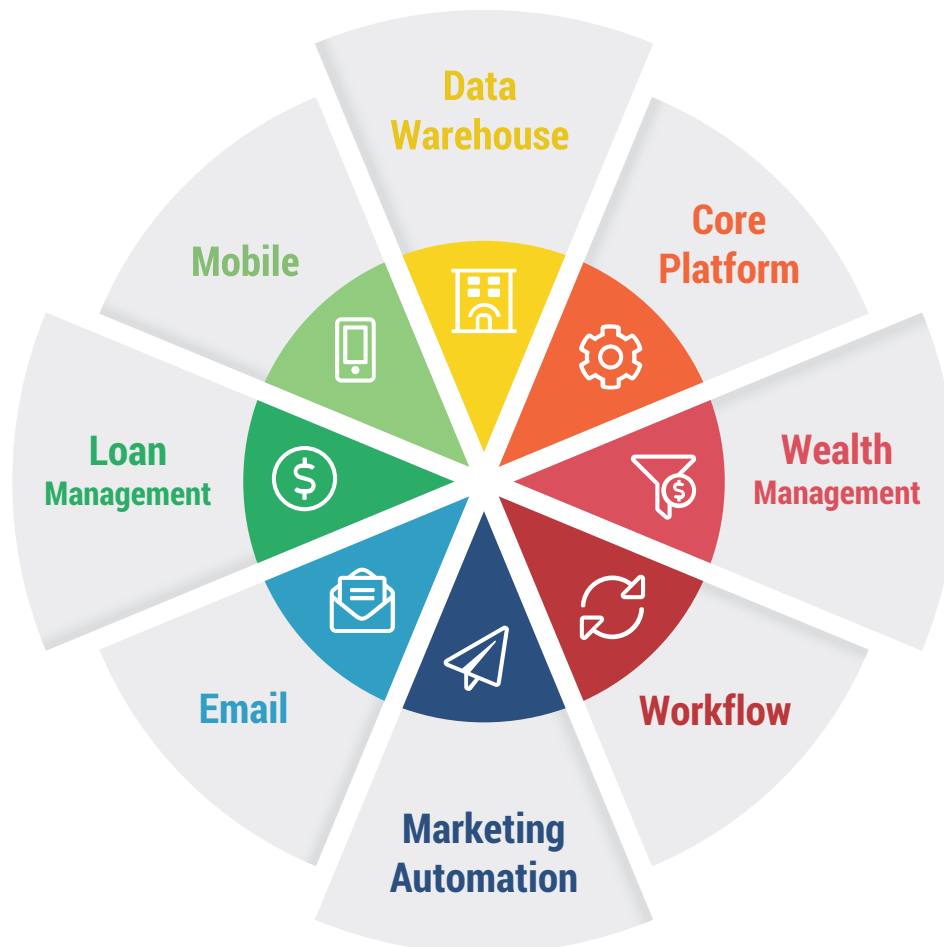 Data
Warehouse
Core
Platform
Mobile
Wealth
Management
Loan
Management
Workflow
Email
Marketing
Automation
$
$